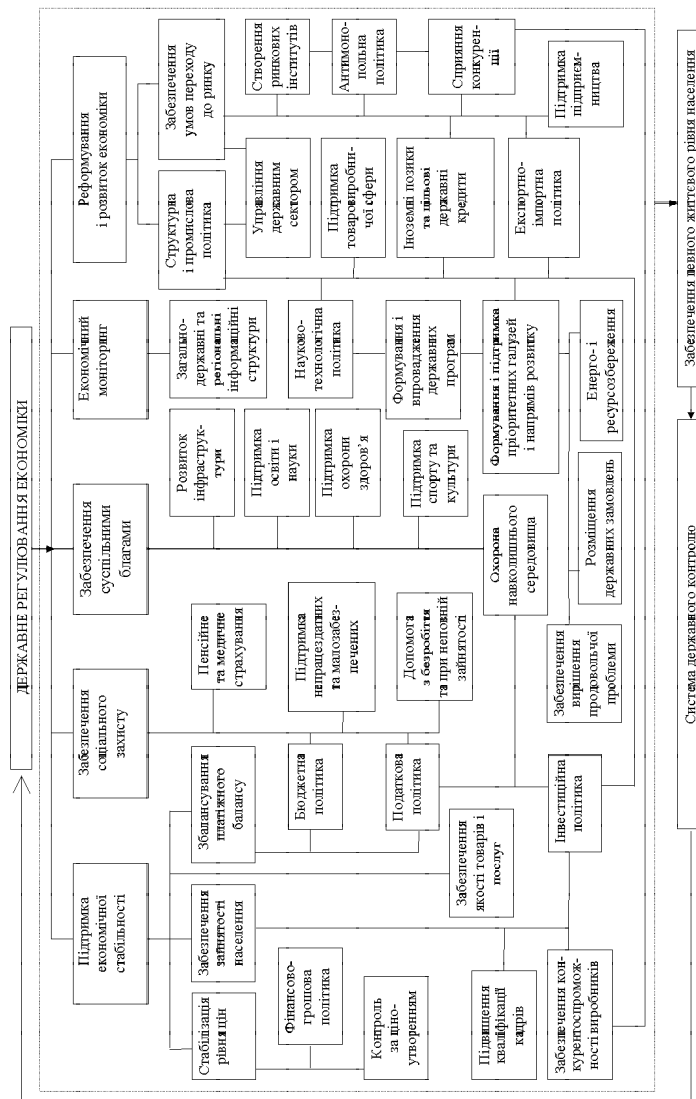 ДЕРЖАВНЕ РЕГУЛЮВАННЯ ЕКОНОМІКИ
Підтримка
економічної
стабільності
Забезпечення
соціального
захисту
Забезпечення
суспільними
благами
Економічний
моніторинг
Реформування
і розвиток економіки
Стабілізація
рівня цін
Забезпечення
зайнятості
населення
Збалансування
платіжного
балансу
Пенсійне
та медичне
страхування
Розвиток
інфраструк-
тури
Загально-
державні та
регіональні
інформаційні
структури
Структурна
і промислова
політика
Забезпечення
умов переходу
до ринку
Фінансово-
грошова
політика
Бюджетна
політика
Підтримка
непрацездатних
та малозабез-
печених
Підтримка
освіти і
науки
Підтримка
охорони
здоров’я
Науково-
технологічна
політика
Управління
державним
сектором
Створення
ринкових
інститутів
Підтримка
товаровиробни-
чої сфери
Антимоно-
польна
політика
Контроль
за ціно-
утворенням
Податкова
політика
Допомога
з безробіття
та при неповній
зайнятості
Підтримка
спорту та
культури
Формування і
впровадження
державних
програм
Іноземні позики
та цільові
державні
кредити
Сприяння
конкурен-
ції
Забезпечення
якості товарів і
послуг
Підвищення
кваліфікації
кадрів
Охорона
навколишнього
середовища
Формування і підтримка
пріоритетних галузей
і напрямів розвитку
Експортно-
імпортна
політика
Підтримка
підприєм-
ництва
Забезпечення кон-
курентоспромож-
ності виробників
Інвестиційна
політика
Забезпечення
вирішення
продовольчої
проблеми
Розміщення
державних замовлень
Енерго- і
ресурсозбереження
Система державного контролю
Забезпечення певного життєвого рівня населення